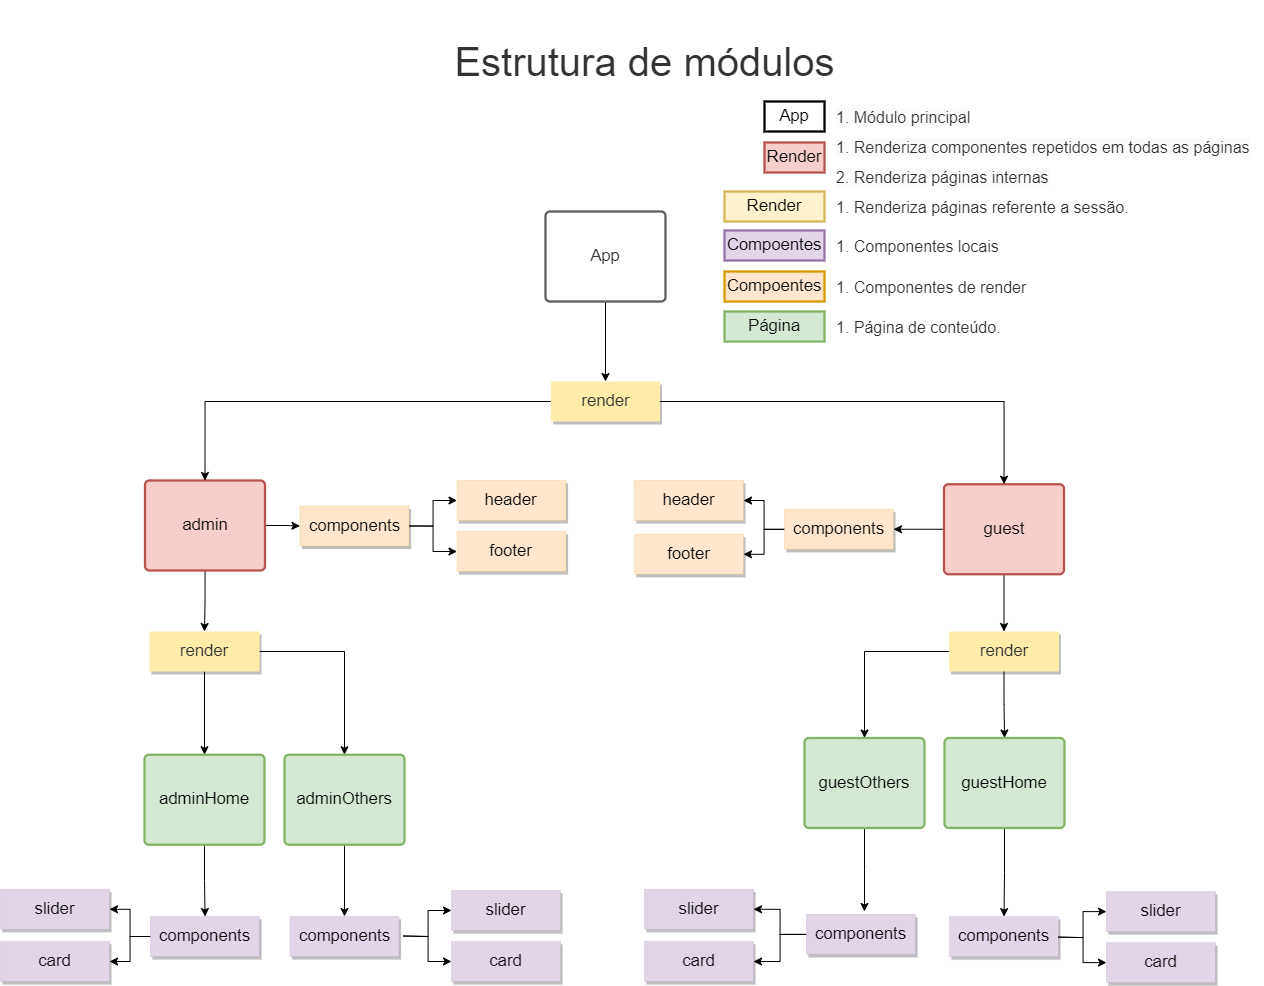 Estrutura de módulos
App
1. Módulo principal
Render
1. Renderiza componentes repetidos em todas as páginas
2. Renderiza páginas internas
Render
1. Renderiza páginas referente a sessão.
Compoentes
1. Componentes locais
Compoentes
1. Componentes de render
Página
1. Página de conteúdo.
App
render
admin
components
header
footer
header
footer
components
guest
render
render
adminHome
adminOthers
guestOthers
guestHome
slider
card
components
components
slider
card
slider
card
components
components
slider
card